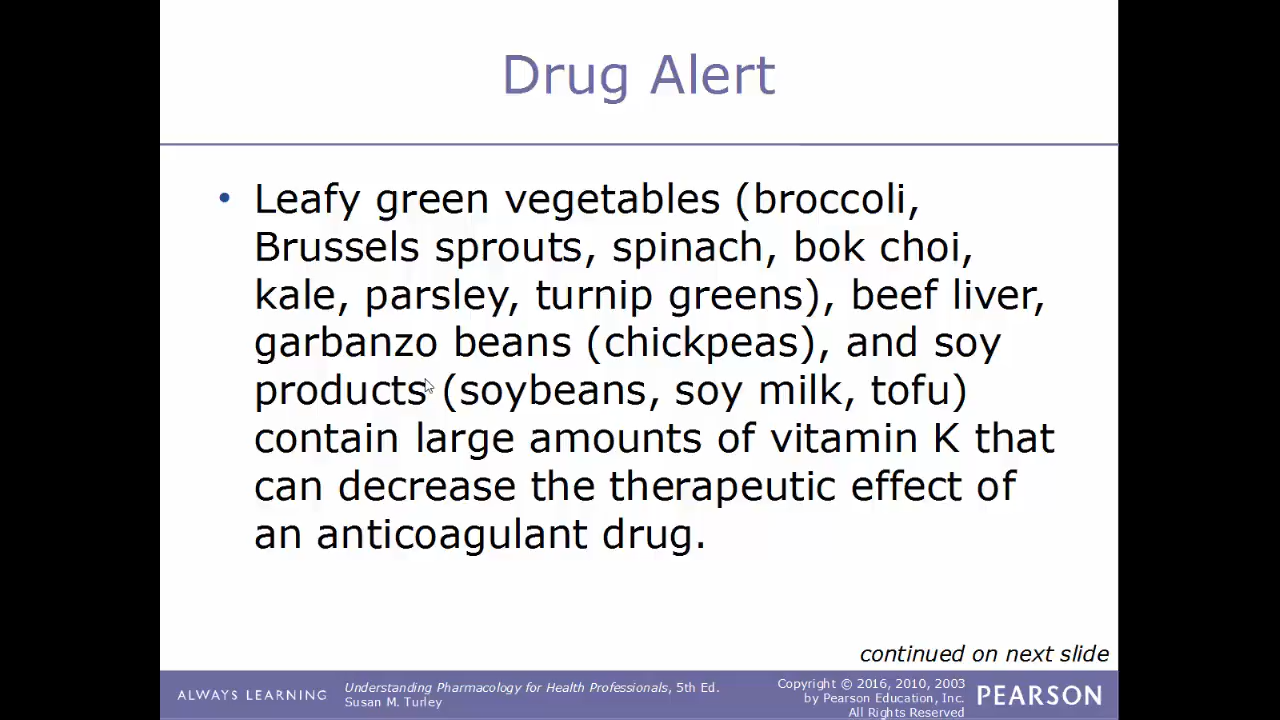 Drug Alert
• Leafy green vegetables (broccoli,
Brussels sprouts, spinach, bok choi,
kale, parsley, turnip greens), beef liver,
garbanzo beans (chickpeas), and soy
products (soybeans, soy milk, tofu)
contain large amounts of vitamin K that
can decrease the therapeutic effect of
an anticoagulant drug.
continued on next slide
ALWAYS LEARNING
Understanding Pharmacology for Health Professionals, 5th Ed.
Susan M. Turley
Copyright © 2016, 2010, 2003
by Pearson Education, Inc.
All Rights Reserved
PEARSON